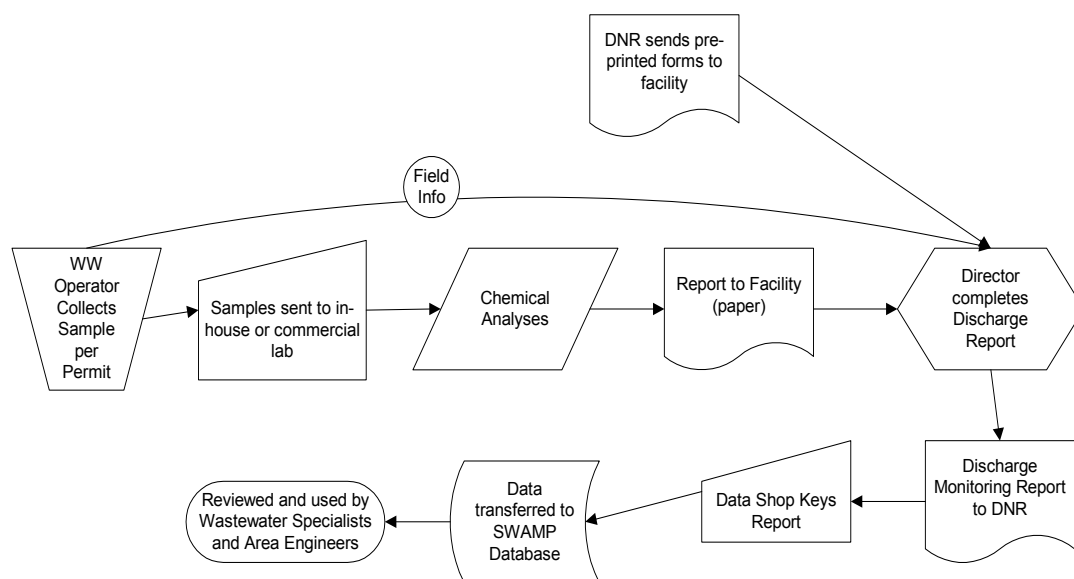 DNR sends pre-
printed forms to
facility
Field
Info
WW
Operator
Collects
Sample
per
Permit
Samples sent to in-
house or commercial
lab
Chemical
Analyses
Report to Facility
(paper)
Director
completes
Discharge
Report
Discharge
Monitoring Report
to DNR
Data Shop Keys
Report
Data
transferred to
SWAMP
Database
Reviewed and used by
Wastewater Specialists
and Area Engineers